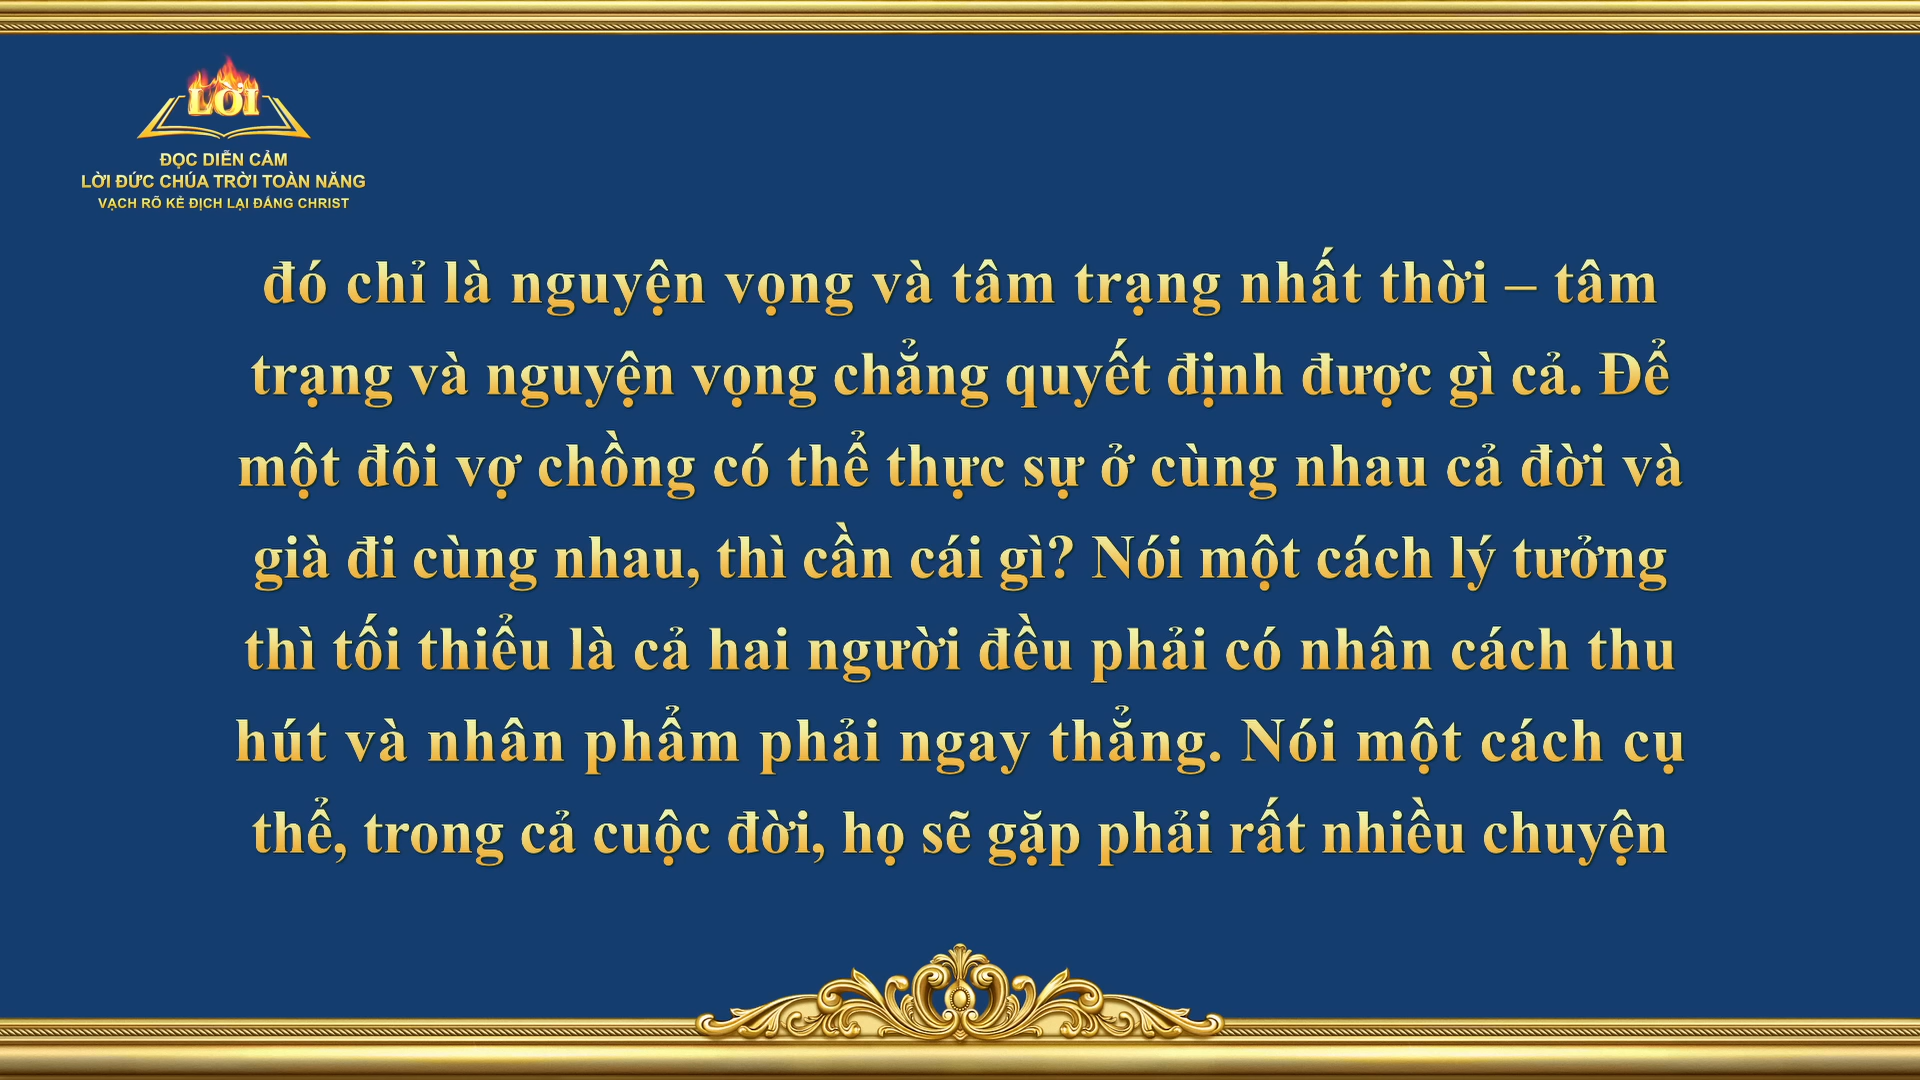 LỜI
ĐỌC DIỄN CẢM
LỜI ĐỨC CHÚA TRỜI TOÀN NĂNG
VẠCH RÕ KẺ ĐỊCH LẠI ĐẤNG CHRIST
đó chỉ là nguyện vọng và tâm trạng nhất thời – tâm
trạng và nguyện vọng chẳng quyết định được gì cả. Để
một đôi vợ chồng có thể thực sự ở cùng nhau cả đời và
già đi cùng nhau, thì cần cái gì? Nói một cách lý tưởng
thì tối thiểu là cả hai người đều phải có nhân cách thu
hút và nhân phẩm phải ngay thẳng. Nói một cách cụ
thể, trong cả cuộc đời, họ sẽ gặp phải rất nhiều chuyện